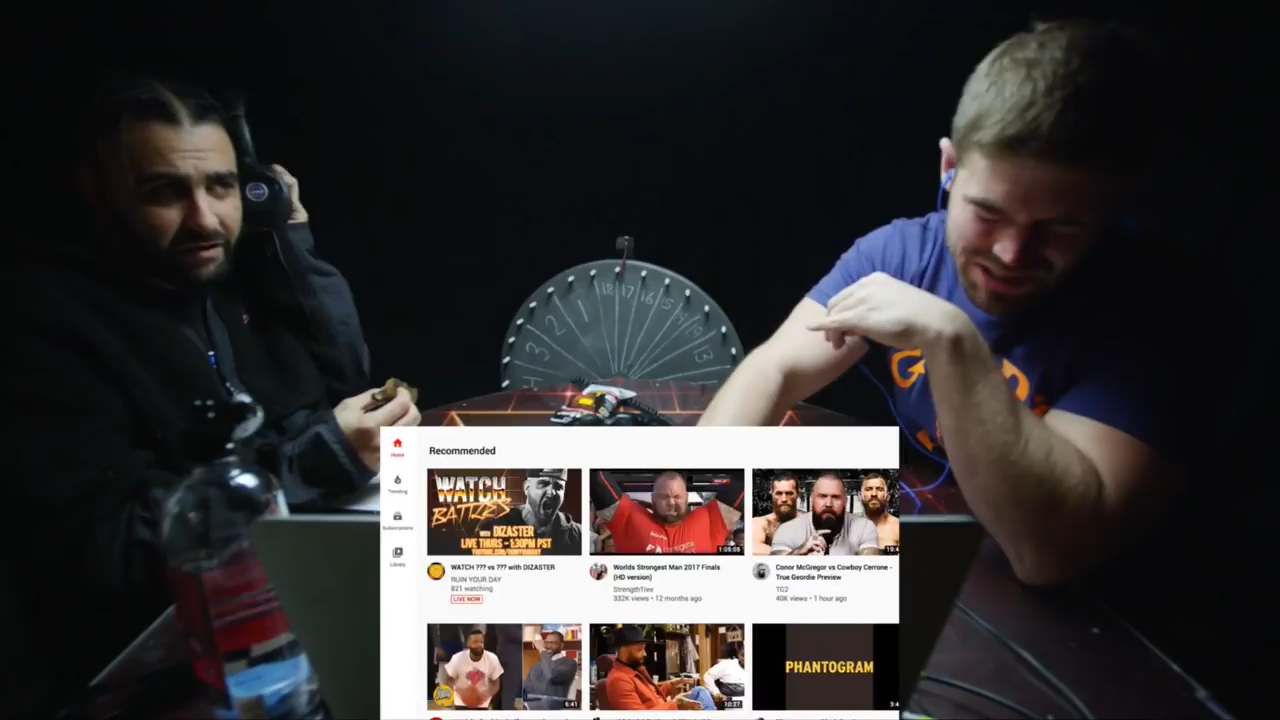 18 17 16 15
1
2
3
13
Home
Trending
Subscriptions
Library
Recommended
WATCH
BATTLES
with DIZASTER
LIVE THURS - 1:30PM PST
WATCH ??? vs ??? with DIZASTER
RUIN YOUR DAY
821 watching
LIVE NOW
1:05:05
Worlds Strongest Man 2017 Finals
(HD version)
StrengthTree
332K views • 12 months ago
Conor McGregor vs Cowboy Cerrone -
True Geordie Preview
TG2
40K views • 1 hour ago
6:41
10:27
PHANTOGRAM